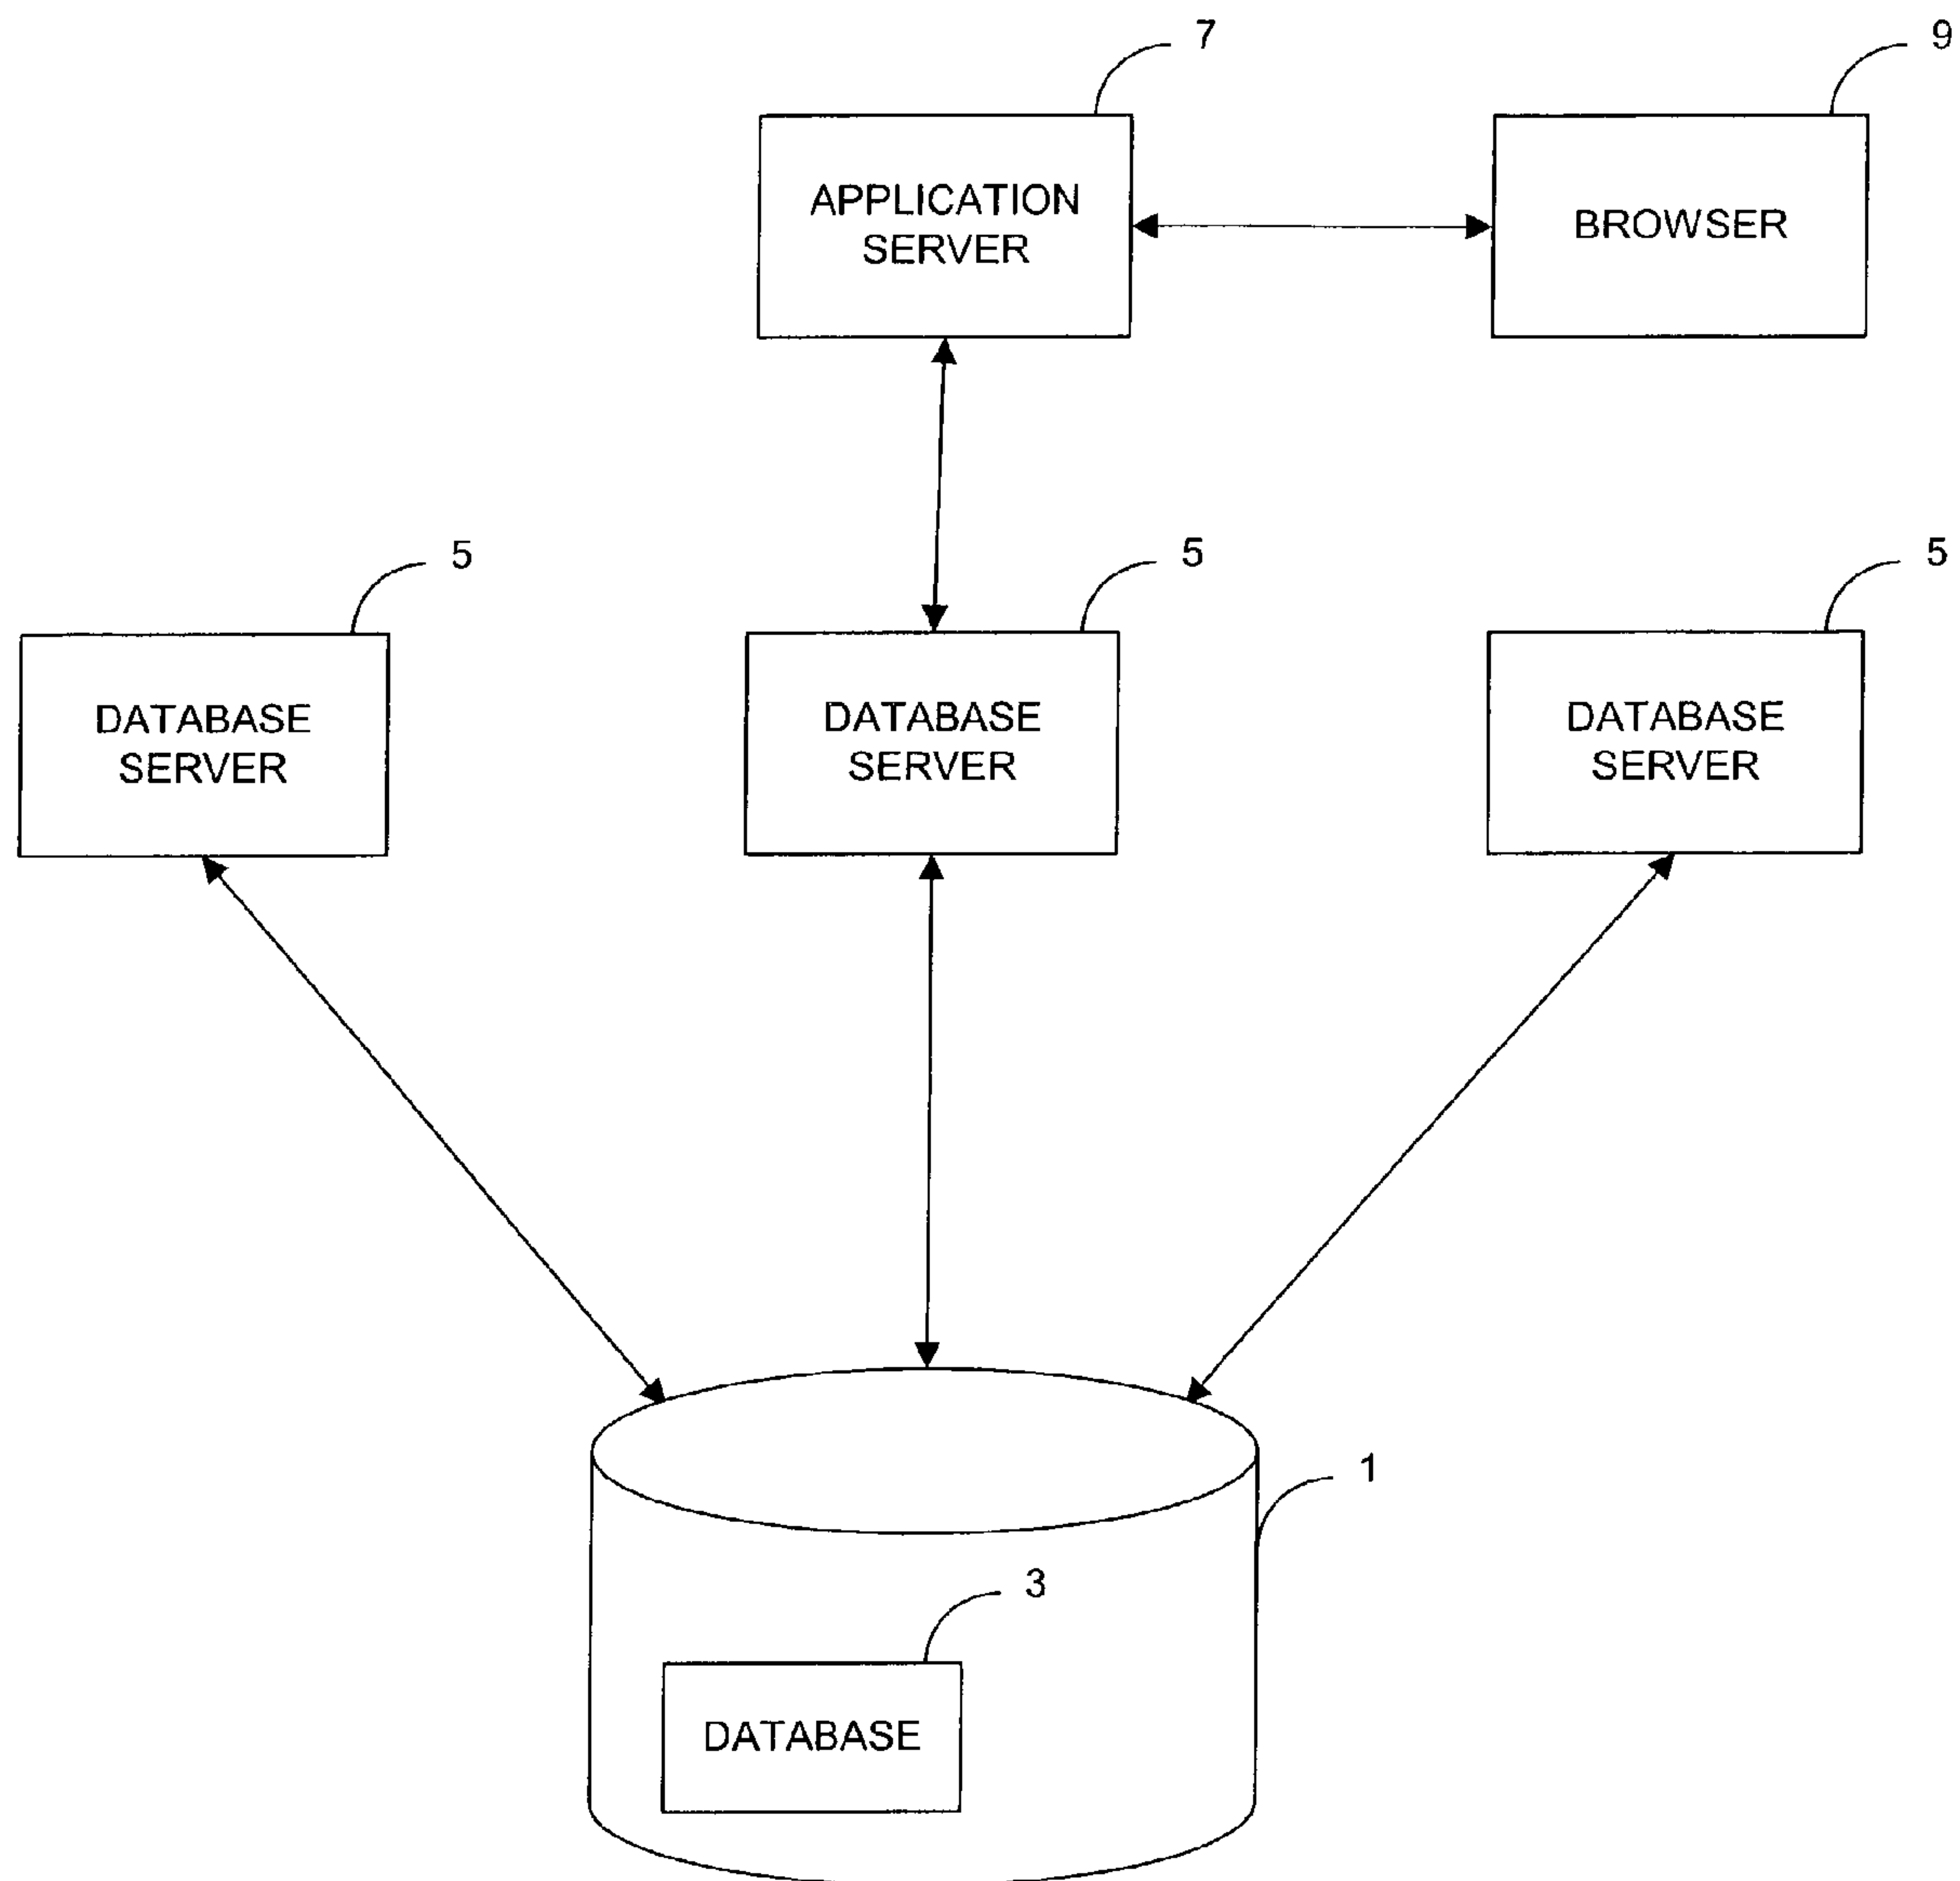 7
9
APPLICATION
SERVER
BROWSER
5
5
5
DATABASE
SERVER
DATABASE
SERVER
DATABASE
SERVER
1
3
DATABASE